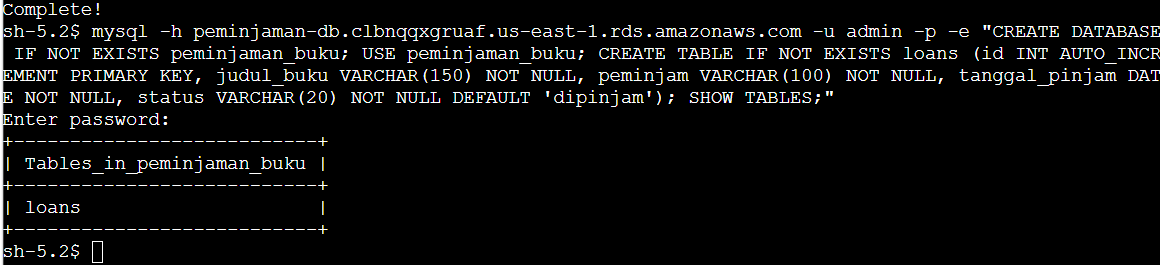 Complete!
sh-5.2$ mysql -h peminjaman-db.clbnqqxgruaf.us-east-1.rds.amazonaws.com -u admin -p -e "CREATE DATABASE
 IF NOT EXISTS peminjaman_buku; USE peminjaman_buku; CREATE TABLE IF NOT EXISTS loans (id INT AUTO_INCR
EMENT PRIMARY KEY, judul_buku VARCHAR(150) NOT NULL, peminjam VARCHAR(100) NOT NULL, tanggal_pinjam DAT
E NOT NULL, status VARCHAR(20) NOT NULL DEFAULT 'dipinjam'); SHOW TABLES;"
Enter password:
+---------------------------+
| Tables_in_peminjaman_buku |
+---------------------------+
| loans                     |
+---------------------------+
sh-5.2$